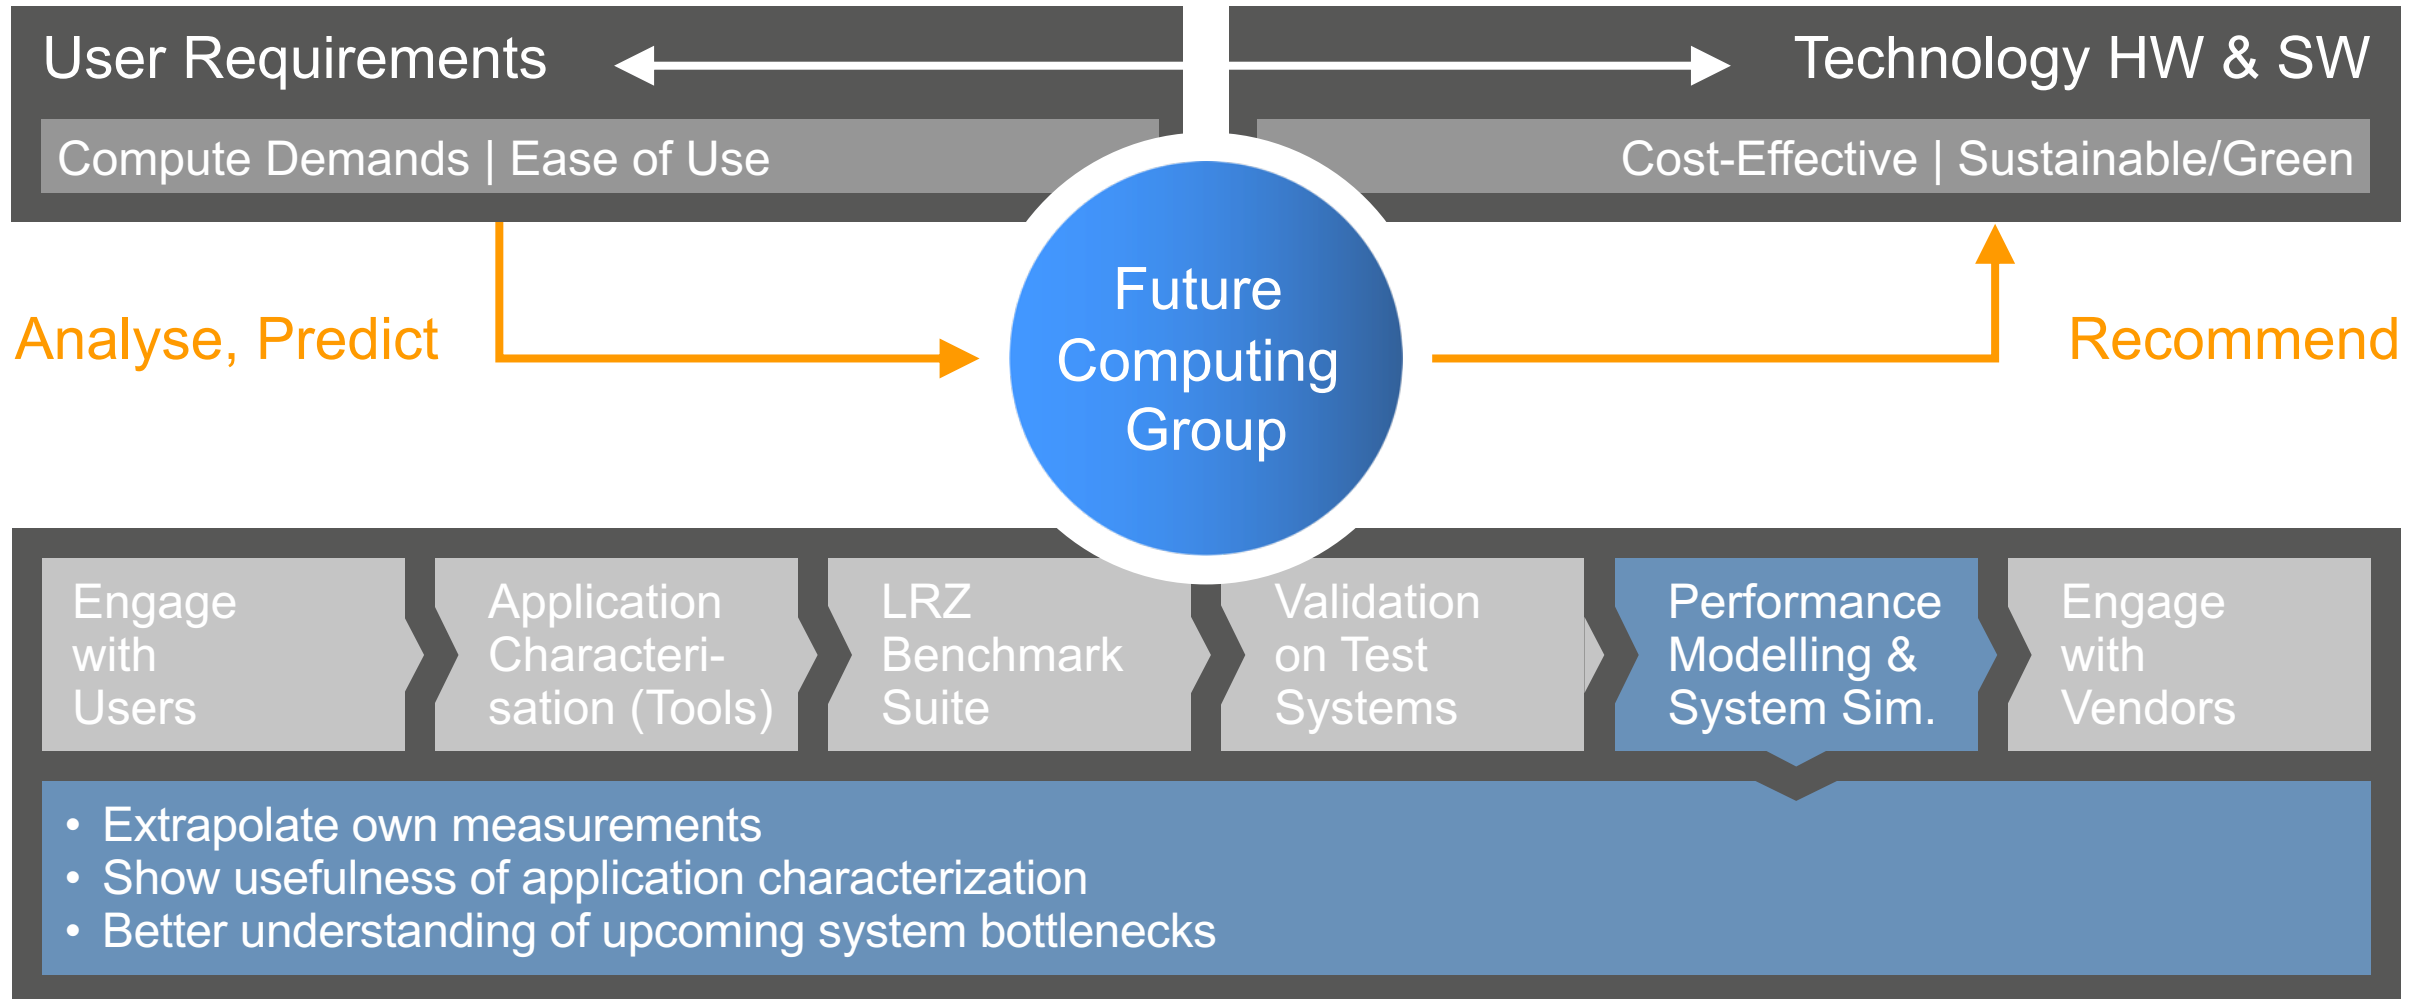 User Requirements
Technology HW & SW
Compute Demands | Ease of Use
Cost-Effective | Sustainable/Green
Analyse, Predict
Future
Computing
Group
Recommend
Engage
with
Users
Application
Characteri-
sation (Tools)
LRZ
Benchmark
Suite
Validation
on Test
Systems
Performance
Modelling &
System Sim.
Engage
with
Vendors
• Extrapolate own measurements
• Show usefulness of application characterization
• Better understanding of upcoming system bottlenecks